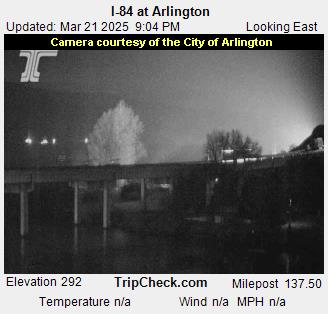 I-84 at Arlington
Updated: Mar 21 2025 9:04 PM Looking East
Camera courtesy of the City of Arlington
Elevation 292 TripCheck.com Milepost 137.50
Temperature n/a Wind n/a MPH n/a